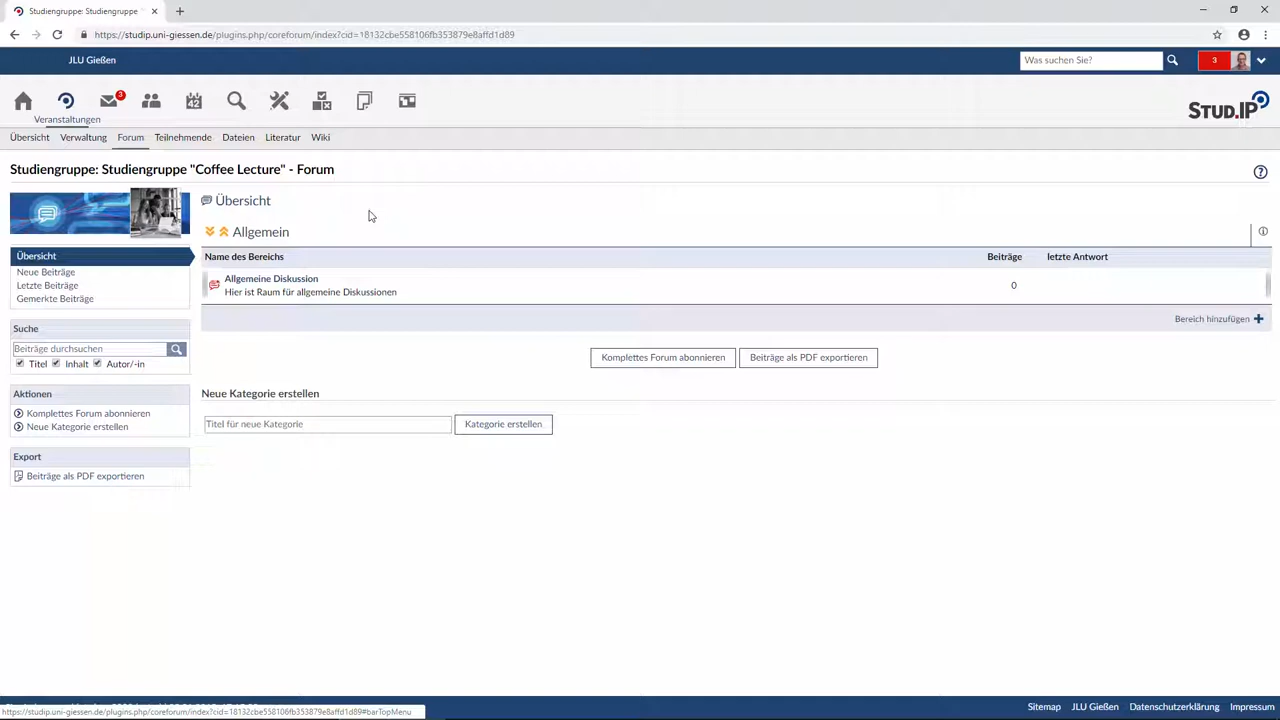 Studiengruppe: Studiengruppe "
https://studip.uni-giessen.de/plugins.php/coreforum/index?cid=18132cbe558106fb353879e8affd1d89
JLU Gießen
Was suchen Sie?
3
3
42
Veranstaltungen
STUD.IP
Übersicht Verwaltung Forum Teilnehmende Dateien Literatur Wiki
Studiengruppe: Studiengruppe "Coffee Lecture" - Forum
Übersicht
Allgemein
Übersicht
Neue Beiträge
Letzte Beiträge
Gemerkte Beiträge
Name des Bereichs Beiträge letzte Antwort
Allgemeine Diskussion
Hier ist Raum für allgemeine Diskussionen
0
Bereich hinzufügen
Suche
Beiträge durchsuchen
Titel Inhalt Autor/-in
Komplettes Forum abonnieren Beiträge als PDF exportieren
Aktionen
Komplettes Forum abonnieren
Neue Kategorie erstellen
Neue Kategorie erstellen
Titel für neue Kategorie Kategorie erstellen
Export
Beiträge als PDF exportieren
Sitemap JLU Gießen Datenschutzerklärung Impressum
https://studip.uni-giessen.de/plugins.php/coreforum/index?cid=18132cbe558106fb353879e8affd1d89#barTopMenu